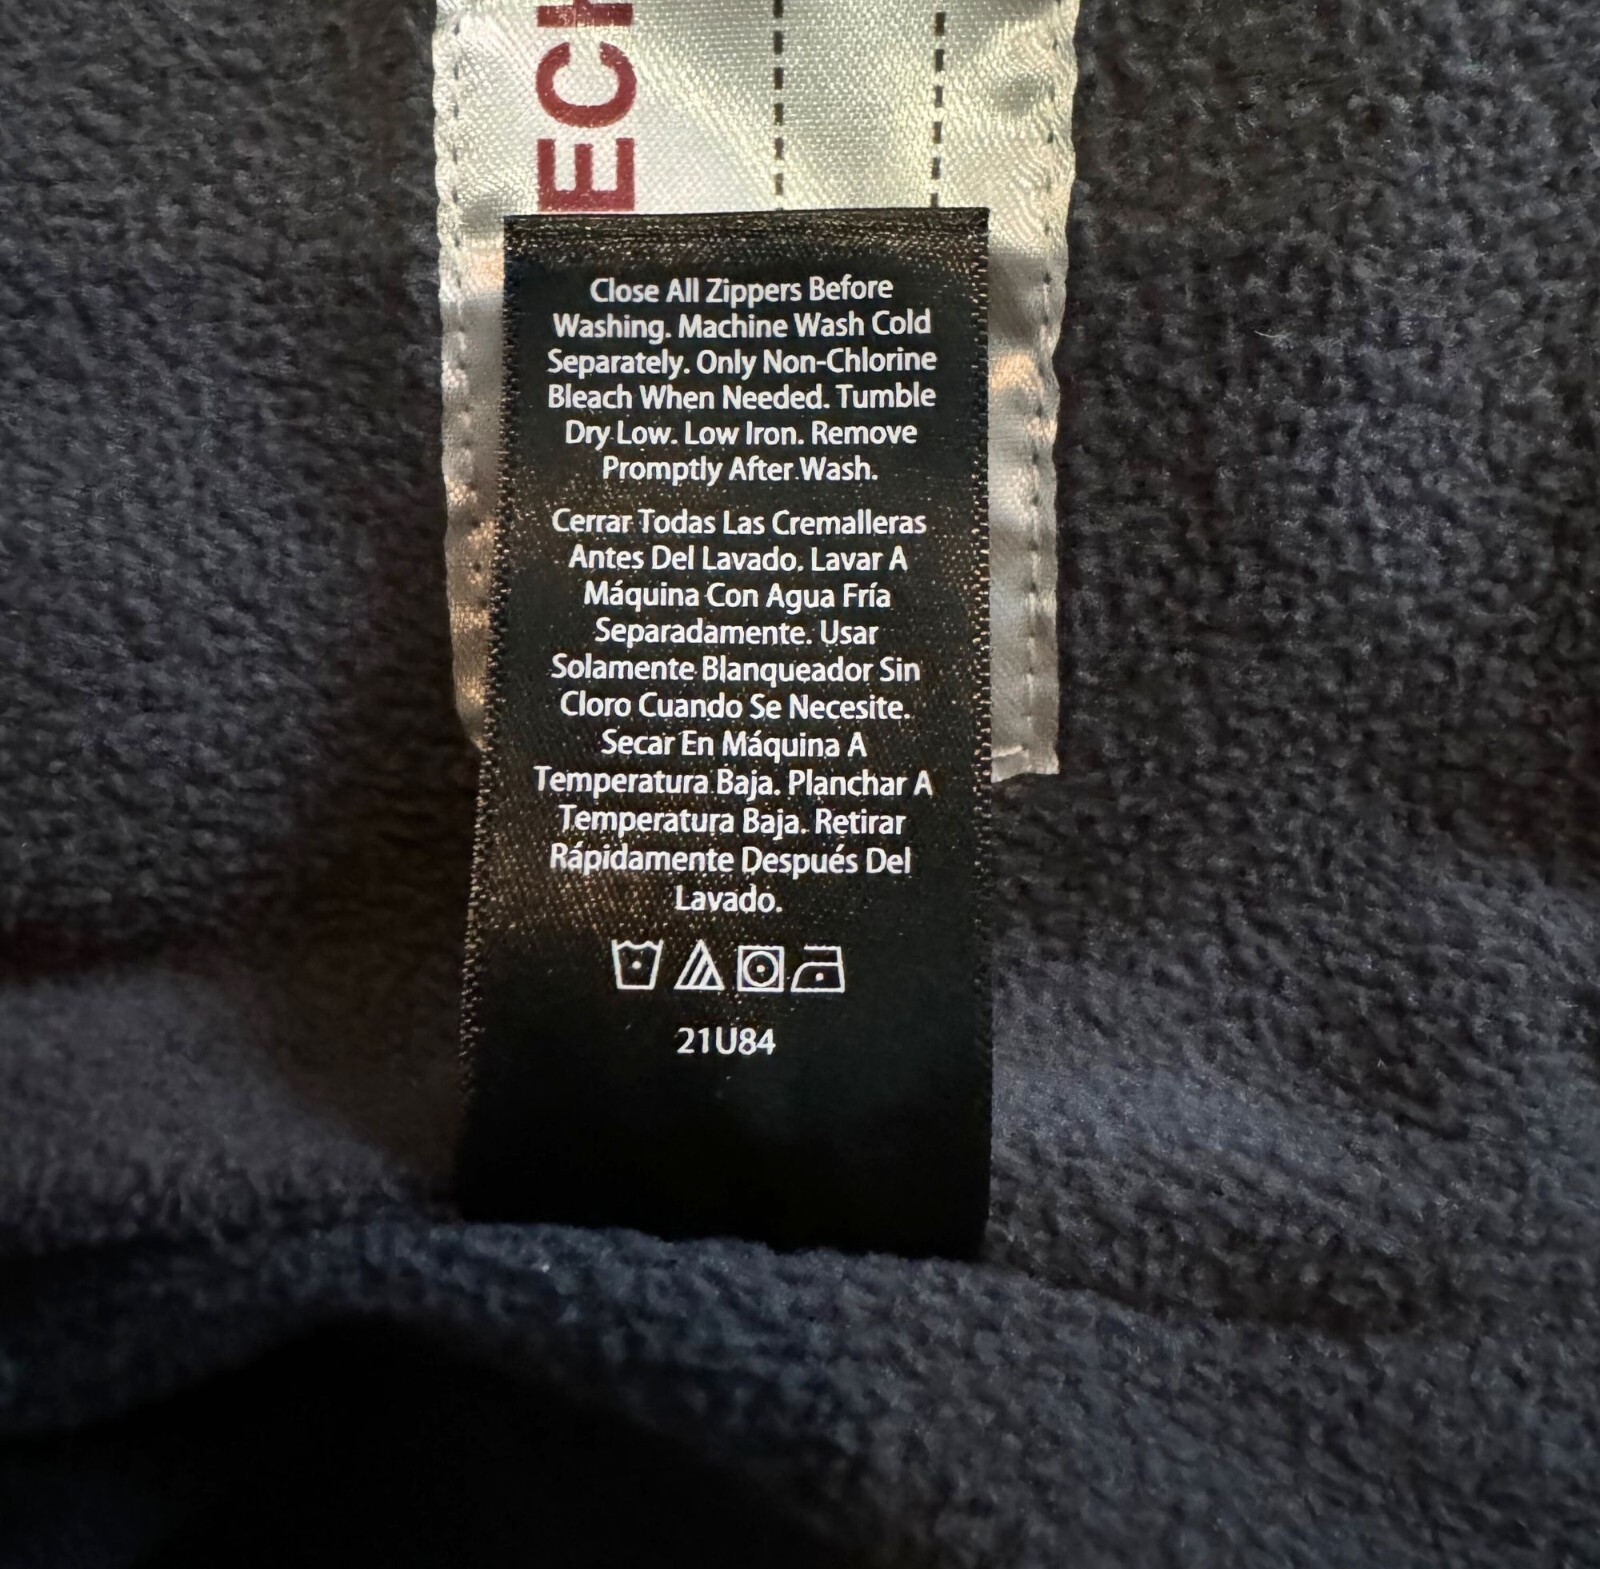 ECH
Close All Zippers Before
Washing. Machine Wash Cold
Separately. Only Non-Chlorine
Bleach When Needed. Tumble
Dry Low. Low Iron. Remove
Promptly After Wash.
Cerrar Todas Las Cremalleras
Antes Del Lavado. Lavar A
Máquina Con Agua Fría
Separadamente. Usar
Solamente Blanqueador Sin
Cloro Cuando Se Necesite.
Secar En Máquina A
Temperatura Baja. Planchar A
Temperatura Baja. Retirar
Rápidamente Después Del
Lavado.
21U84